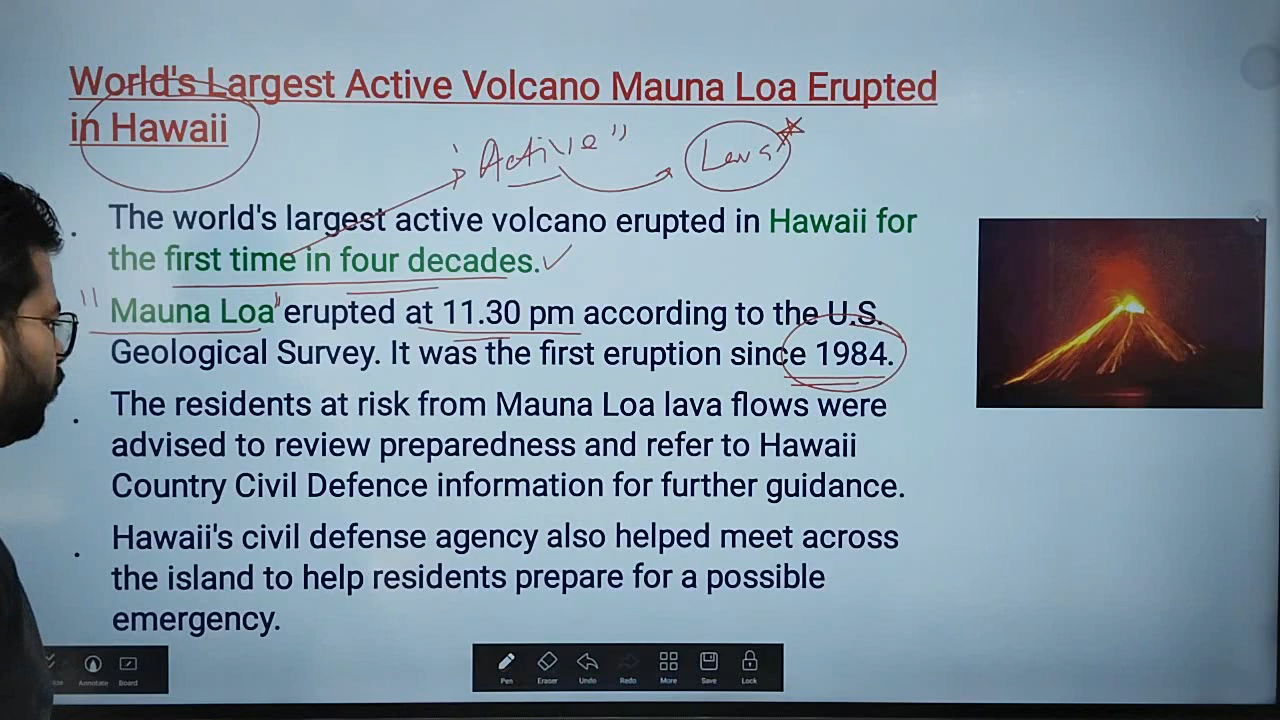 World's Largest Active Volcano Mauna Loa Erupted
in Hawaii
"Active"
Lava
The world's largest active volcano erupted in Hawaii for
the first time in four decades.
"Mauna Loa" erupted at 11.30 pm according to the U.S.
Geological Survey. It was the first eruption since 1984.
The residents at risk from Mauna Loa lava flows were
advised to review preparedness and refer to Hawaii
Country Civil Defence information for further guidance.
Hawaii's civil defense agency also helped meet across
the island to help residents prepare for a possible
emergency.
Annotate Board Pen Eraser Undo Redo More Save Lock